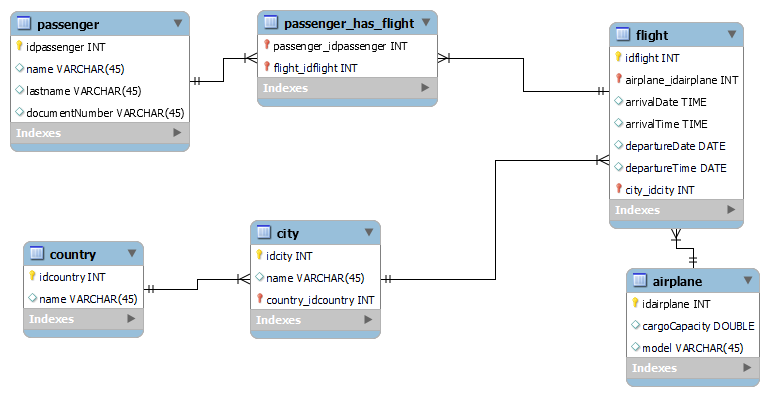 passenger
idpassenger INT
name VARCHAR(45)
lastname VARCHAR(45)
documentNumber VARCHAR(45)
Indexes
passenger_has_flight
passenger_idpassenger INT
flight_idflight INT
Indexes
flight
idflight INT
airplane_idairplane INT
arrivalDate TIME
arrivalTime TIME
departureDate DATE
departureTime DATE
city_idcity INT
Indexes
country
idcountry INT
name VARCHAR(45)
Indexes
city
idcity INT
name VARCHAR(45)
country_idcountry INT
Indexes
airplane
idairplane INT
cargoCapacity DOUBLE
model VARCHAR(45)
Indexes